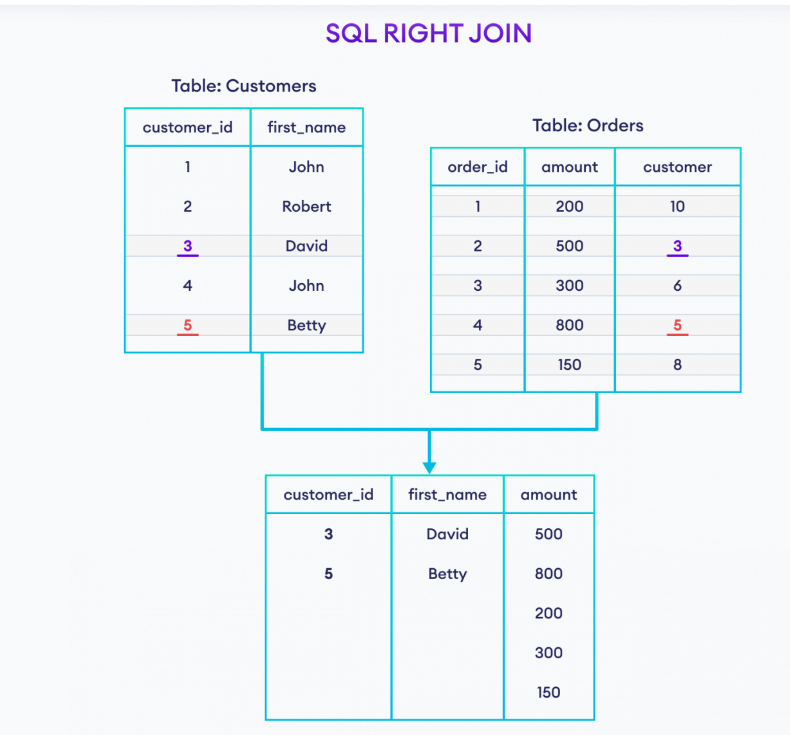 SQL RIGHT JOIN
Table: Customers
customer_id first_name
1 John
2 Robert
3 David
4 John
5 Betty
Table: Orders
order_id amount customer
1 200 10
2 500 3
3 300 6
4 800 5
5 150 8
customer_id first_name amount
3 David 500
5 Betty 800
200
300
150